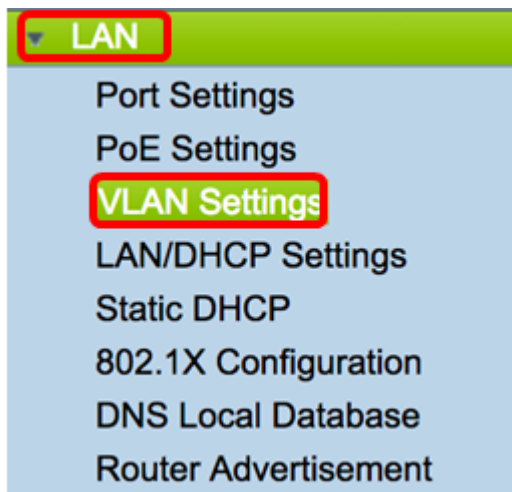 LAN
Port Settings
PoE Settings
VLAN Settings
LAN/DHCP Settings
Static DHCP
802.1X Configuration
DNS Local Database
Router Advertisement